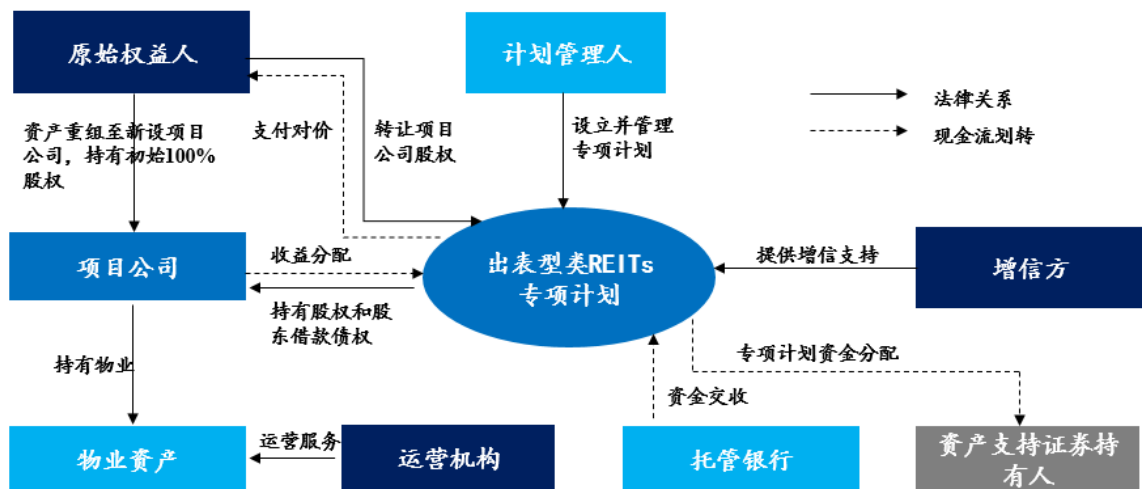 原始权益人
计划管理人
法律关系
现金流划转
资产重组至新设项目
公司，持有初始100%
股权
支付对价
转让项目
公司股权
设立并管理
专项计划
项目公司
收益分配
持有股权和股
东借款债权
出表型类REITs
专项计划
提供增信支持
增信方
持有物业
专项计划资金分配
资金交收
物业资产
运营服务
运营机构
托管银行
资产支持证券持
有人